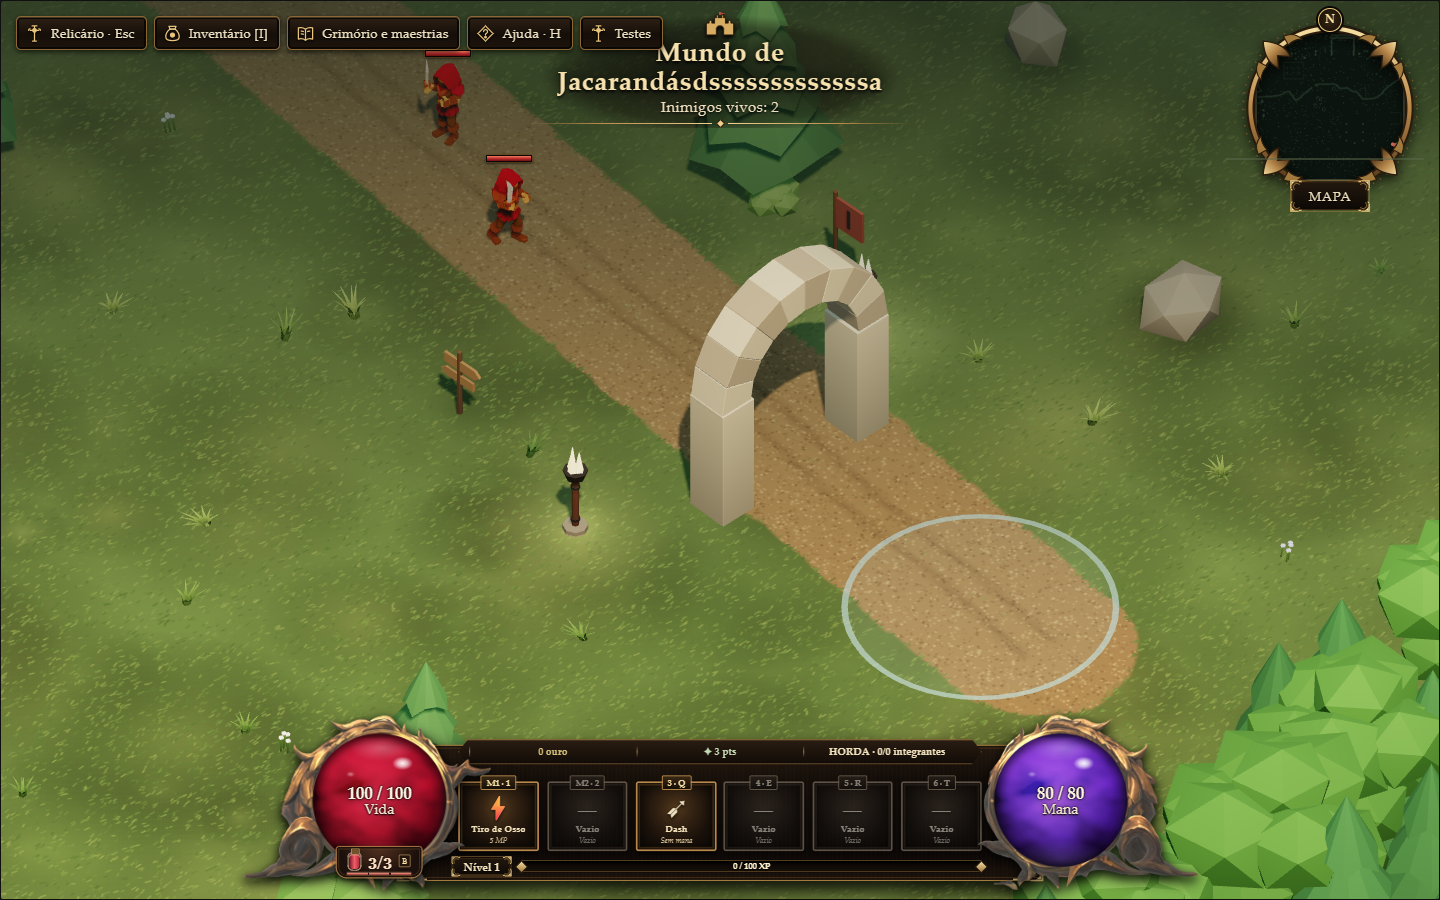 Relicário · Esc
Inventário [I]
Grimório e maestrias
Ajuda · H
Testes
N
Mundo de
Jacarandásdsssssssssssssa
Inimigos vivos: 2
MAPA
0 ouro
3 pts
HORDA · 0/0 integrantes
100 / 100
Vida
M1 · 1
Tiro de Osso
5 MP
M2 · 2
Vazio
Vazio
3 · Q
Dash
Sem mana
4 · E
Vazio
Vazio
5 · R
Vazio
Vazio
6 · T
Vazio
Vazio
80 / 80
Mana
3/3
B
Nível 1
0 / 100 XP